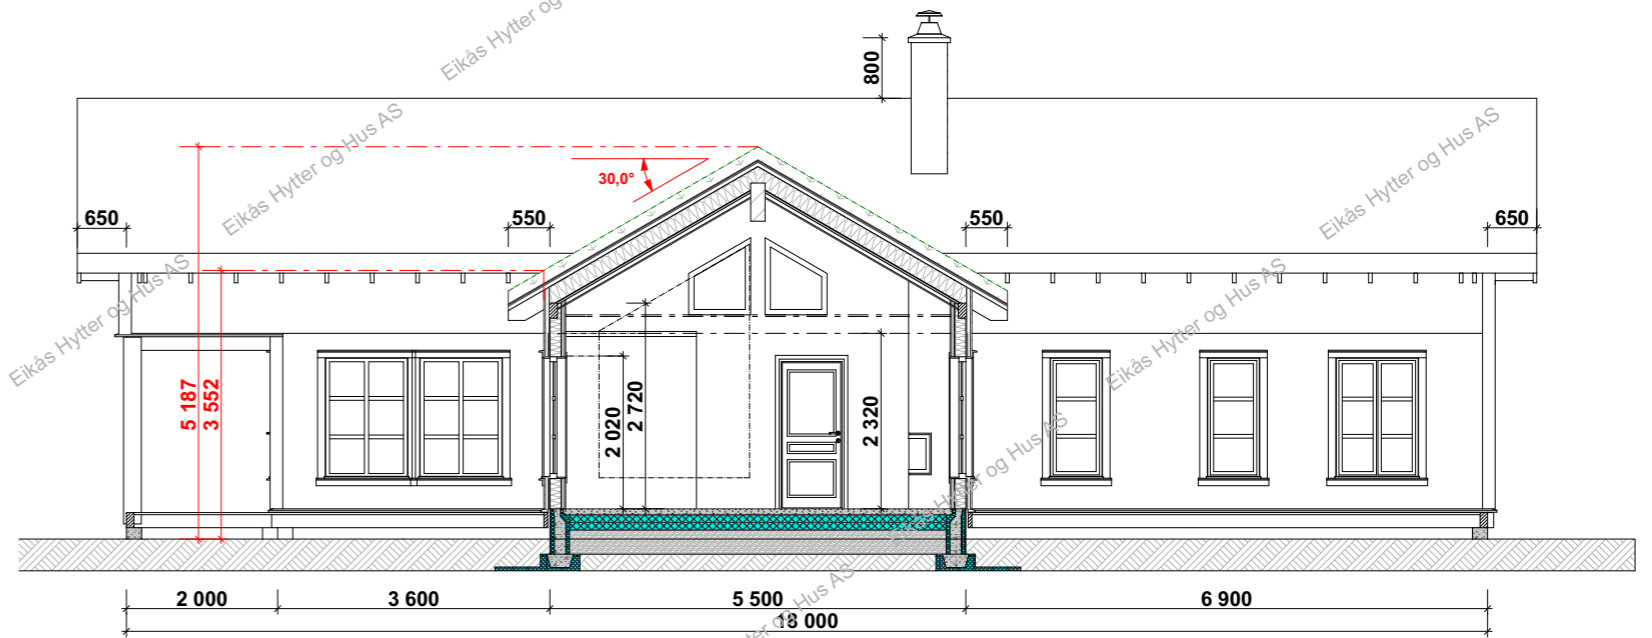 Eikås Hytter og
800
Eikås Hytter og Hus AS
Eikås Hytter og Hus AS
30,0°
650
550
550
650
Eikås Hytter og Hus AS
Eikås Hytter og Hus AS
5 187
3 552
2 020
2 720
2 320
Eikås Hytter og Hus AS
og Hus AS
2 000
3 600
5 500
6 900
18 000